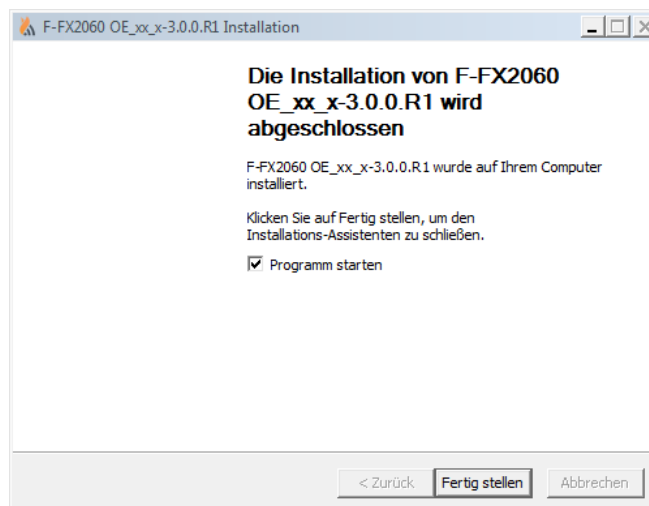 F-FX2060 OE_xx_x-3.0.0.R1 Installation
Die Installation von F-FX2060
OE_xx_x-3.0.0.R1 wird
abgeschlossen
F-FX2060 OE_xx_x-3.0.0.R1 wurde auf Ihrem Computer
installiert.
Klicken Sie auf Fertig stellen, um den
Installations-Assistenten zu schließen.
Programm starten
< Zurück Fertig stellen Abbrechen